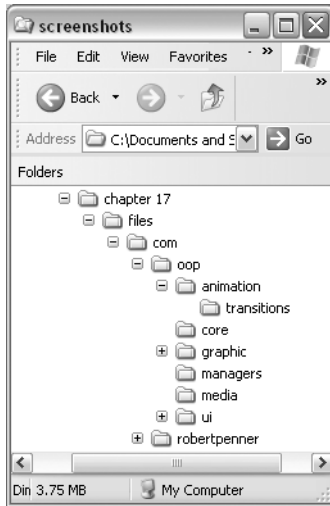 screenshots
File Edit View Favorites »
Back »
Address C:\Documents and S Go
Folders
chapter 17
files
com
oop
animation
transitions
core
graphic
managers
media
ui
robertpenner
Din 3.75 MB My Computer